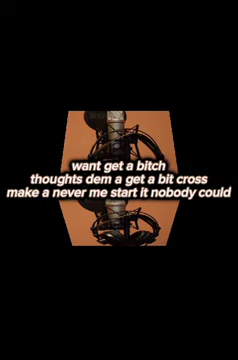 want get a bitch
thoughts dem a get a bit cross
make a never me start it nobody could